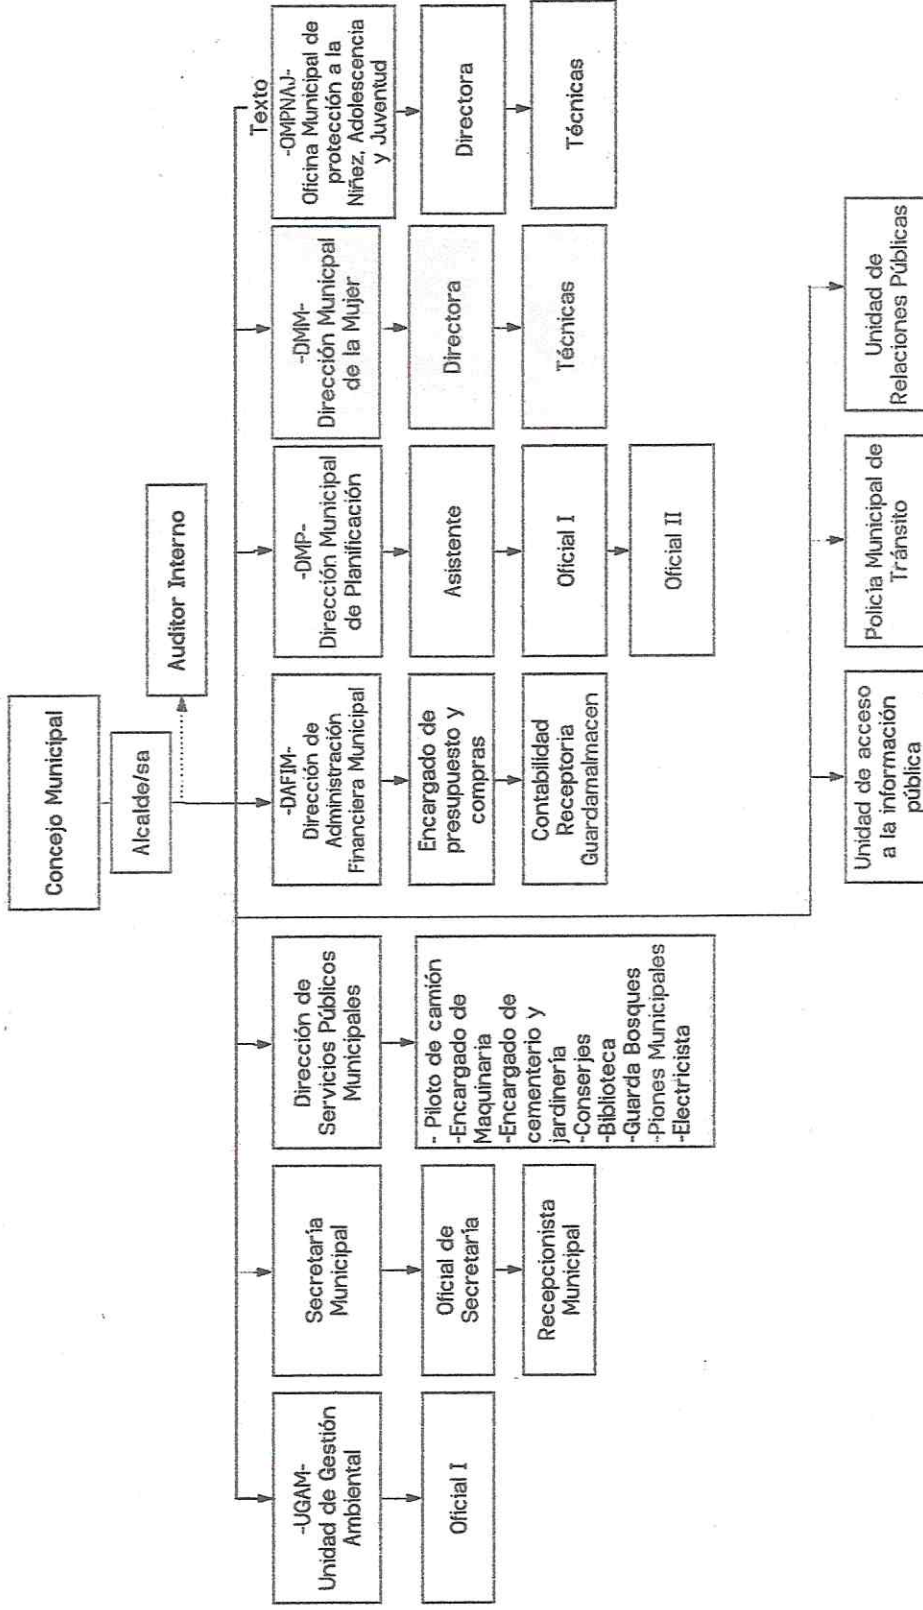 Concejo Municipal
Alcalde/sa
Auditor Interno
-UGAM-
Unidad de Gestión
Ambiental
Oficial I
Secretaría
Municipal
Oficial de
Secretaría
Recepcionista
Municipal
Dirección de
Servicios Públicos
Municipales
- Piloto de camión
-Encargado de
Maquinaria
-Encargado de
cementerio y
jardinería
-Conserjes
-Biblioteca
-Guarda Bosques
-Piones Municipales
-Electricista
-DAFIM-
Dirección de
Administración
Financiera Municipal
Encargado de
presupuesto y
compras
Contabilidad
Receptoria
Guardamalmacen
-DMP-
Dirección Municipal
de Planificación
Asistente
Oficial I
Oficial II
-DMM-
Dirección Municpal
de la Mujer
Directora
Técnicas
Texto
-OMPNAJ-
Oficina Municipal de
protección a la
Niñez, Adolescencia
y Juventud
Directora
Técnicas
Unidad de acceso
a la información
pública
Policía Municipal de
Tránsito
Unidad de
Relaciones Públicas